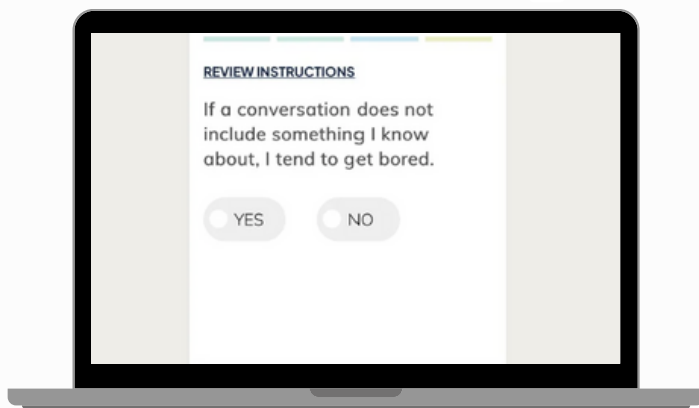 REVIEW INSTRUCTIONS
If a conversation does not
include something I know
about, I tend to get bored.
YES NO